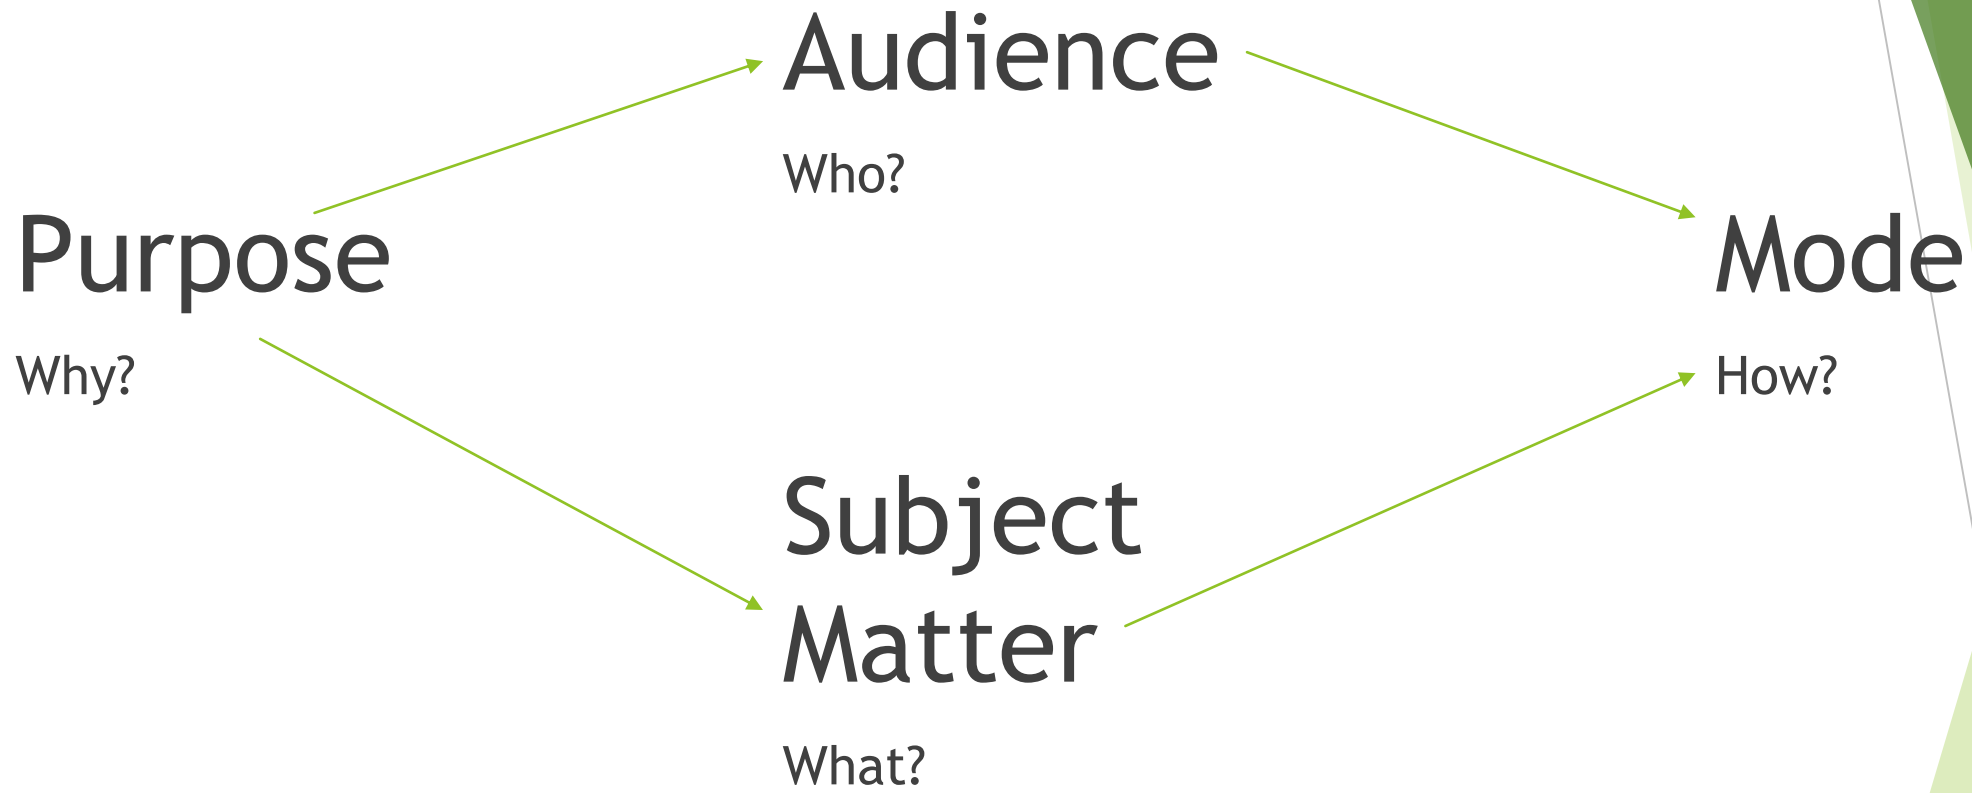 Audience
Who?
Purpose
Why?
Mode
How?
Subject
Matter
What?